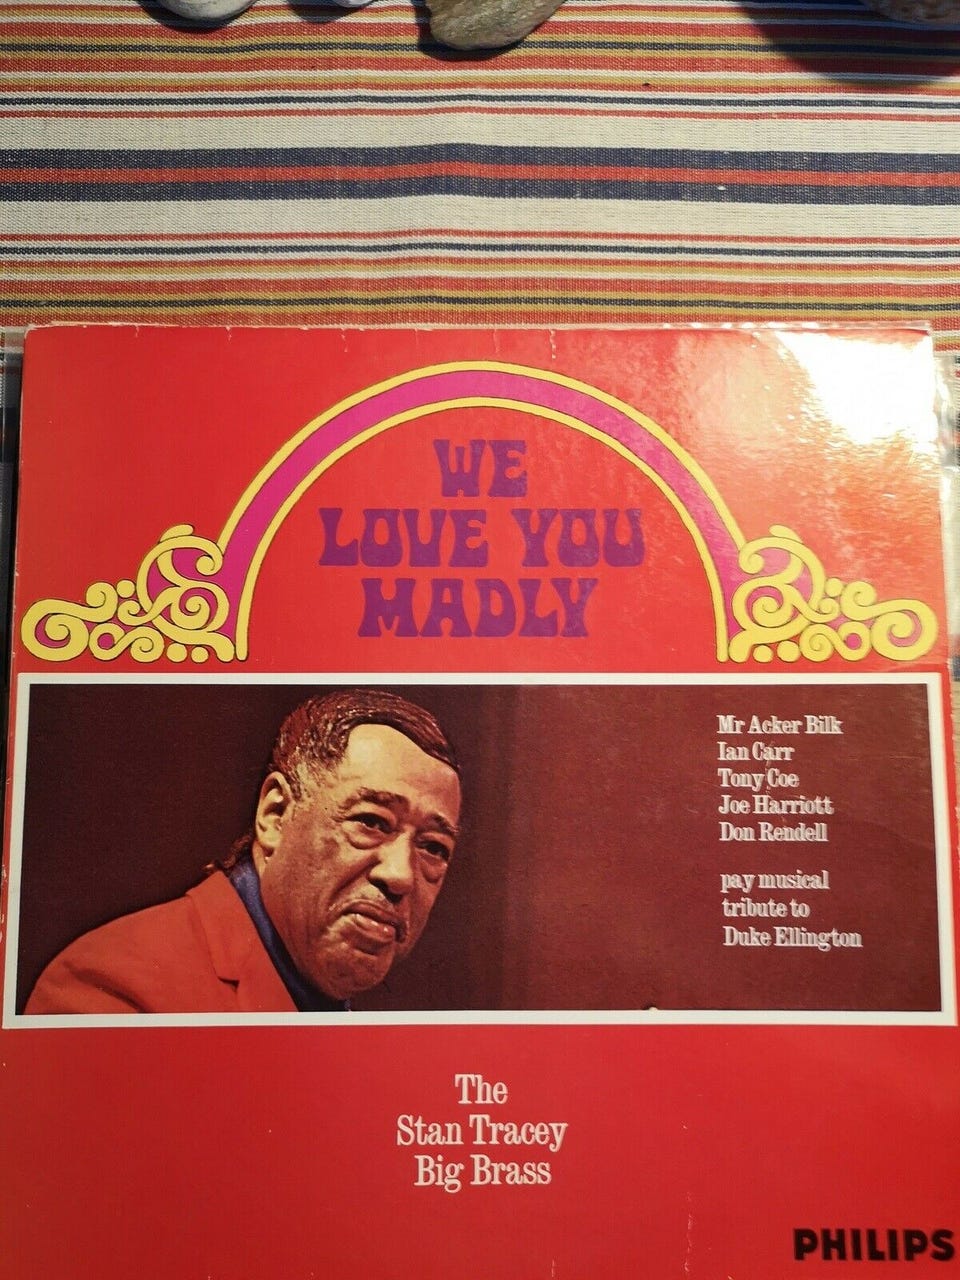 WE
LOVE YOU
MADLY
Mr Acker Bilk
Ian Carr
Tony Coe
Joe Harriott
Don Rendell
pay musical
tribute to
Duke Ellington
The
Stan Tracey
Big Brass
PHILIPS